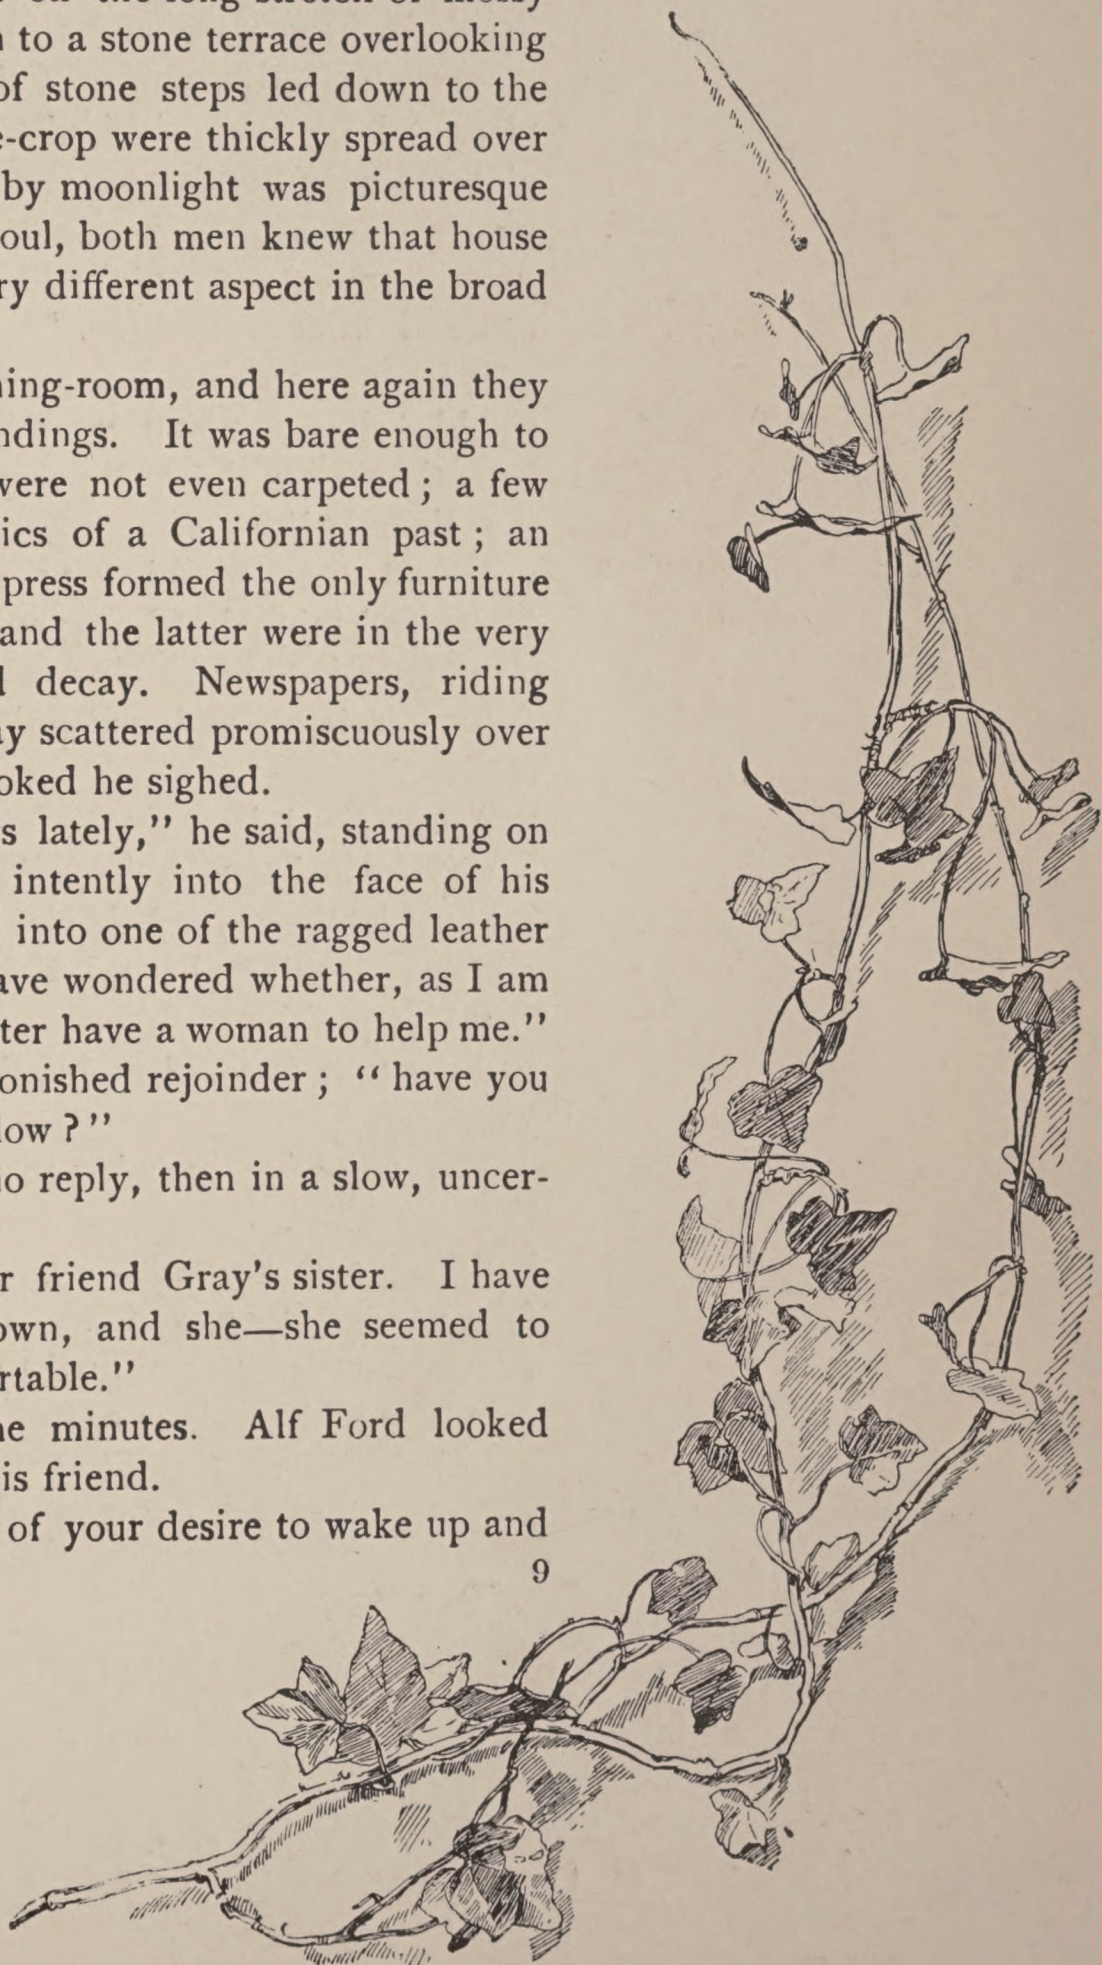 to a stone terrace overlooking
of stone steps led down to the
-crop were thickly spread over
by moonlight was picturesque
oul, both men knew that house
ry different aspect in the broad
ing-room, and here again they
ndings. It was bare enough to
were not even carpeted ; a few
ics of a Californian past ; an
press formed the only furniture
and the latter were in the very
decay. Newspapers, riding
ay scattered promiscuously over
oked he sighed.
s lately,” he said, standing on
intently into the face of his
into one of the ragged leather
ave wondered whether, as I am
ter have a woman to help me.”
onished rejoinder ; “ have you
low ? ”
no reply, then in a slow, uncer-
r friend Gray’s sister. I have
own, and she—she seemed to
rtable.”
ne minutes. Alf Ford looked
is friend.
of your desire to wake up and
9